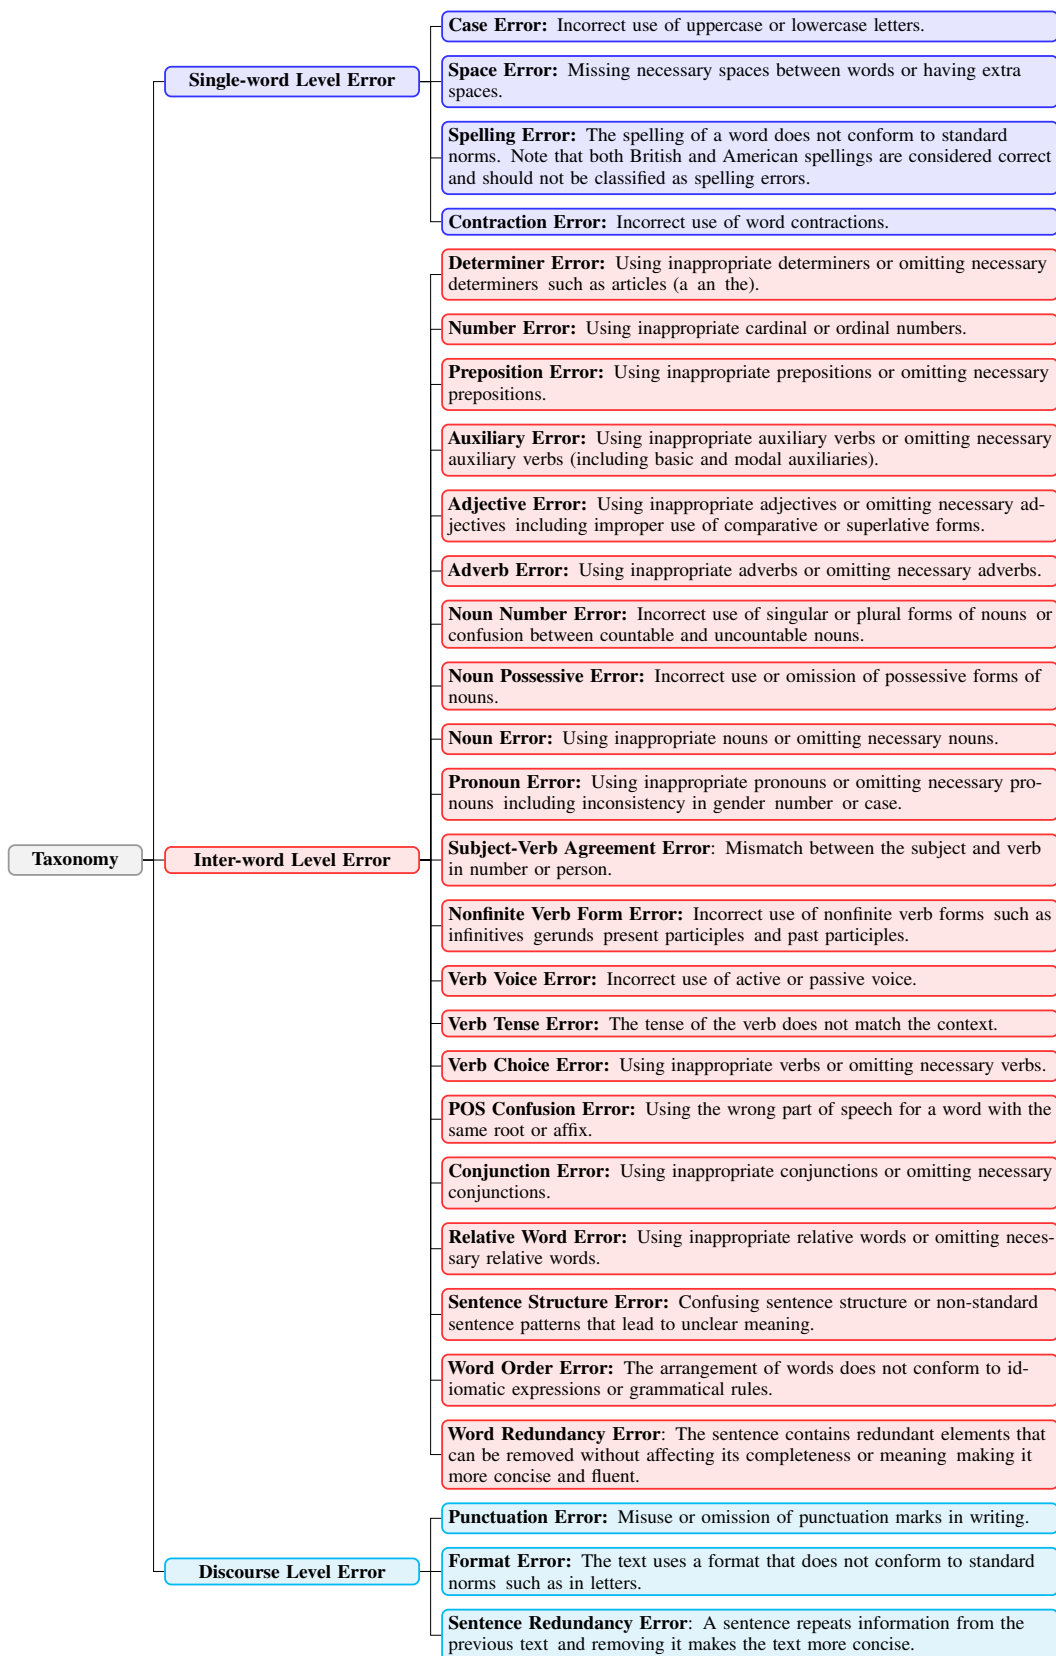 Case Error: Incorrect use of uppercase or lowercase letters.
Single-word Level Error
Space Error: Missing necessary spaces between words or having extra
spaces.
Spelling Error: The spelling of a word does not conform to standard
norms. Note that both British and American spellings are considered correct
and should not be classified as spelling errors.
Contraction Error: Incorrect use of word contractions.
Determiner Error: Using inappropriate determiners or omitting necessary
determiners such as articles (a an the).
Number Error: Using inappropriate cardinal or ordinal numbers.
Preposition Error: Using inappropriate prepositions or omitting necessary
prepositions.
Auxiliary Error: Using inappropriate auxiliary verbs or omitting necessary
auxiliary verbs (including basic and modal auxiliaries).
Adjective Error: Using inappropriate adjectives or omitting necessary ad-
jectives including improper use of comparative or superlative forms.
Adverb Error: Using inappropriate adverbs or omitting necessary adverbs.
Noun Number Error: Incorrect use of singular or plural forms of nouns or
confusion between countable and uncountable nouns.
Noun Possessive Error: Incorrect use or omission of possessive forms of
nouns.
Noun Error: Using inappropriate nouns or omitting necessary nouns.
Pronoun Error: Using inappropriate pronouns or omitting necessary pro-
nouns including inconsistency in gender number or case.
Taxonomy
Inter-word Level Error
Subject-Verb Agreement Error: Mismatch between the subject and verb
in number or person.
Nonfinite Verb Form Error: Incorrect use of nonfinite verb forms such as
infinitives gerunds present participles and past participles.
Verb Voice Error: Incorrect use of active or passive voice.
Verb Tense Error: The tense of the verb does not match the context.
Verb Choice Error: Using inappropriate verbs or omitting necessary verbs.
POS Confusion Error: Using the wrong part of speech for a word with the
same root or affix.
Conjunction Error: Using inappropriate conjunctions or omitting necessary
conjunctions.
Relative Word Error: Using inappropriate relative words or omitting neces-
sary relative words.
Sentence Structure Error: Confusing sentence structure or non-standard
sentence patterns that lead to unclear meaning.
Word Order Error: The arrangement of words does not conform to id-
iomatic expressions or grammatical rules.
Word Redundancy Error: The sentence contains redundant elements that
can be removed without affecting its completeness or meaning making it
more concise and fluent.
Punctuation Error: Misuse or omission of punctuation marks in writing.
Discourse Level Error
Format Error: The text uses a format that does not conform to standard
norms such as in letters.
Sentence Redundancy Error: A sentence repeats information from the
previous text and removing it makes the text more concise.